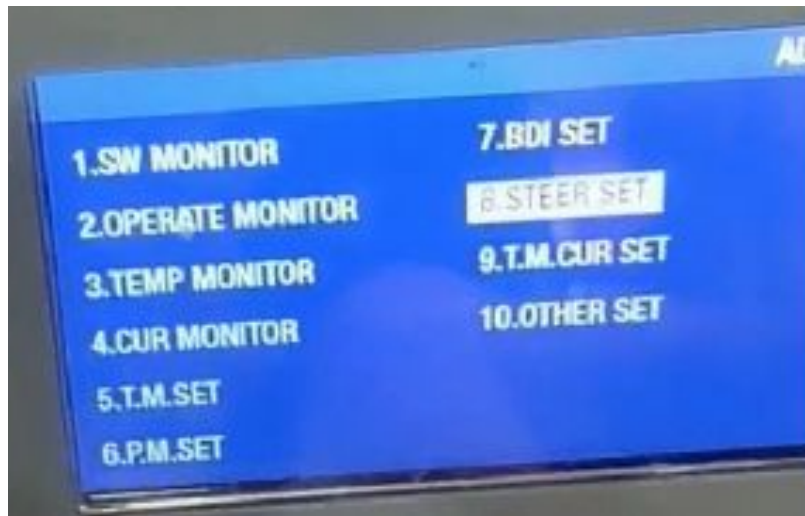 1.SW MONITOR
2.OPERATE MONITOR
3.TEMP MONITOR
4.CUR MONITOR
5.T.M.SET
6.P.M.SET
7.BDI SET
8.STEER SET
9.T.M.CUR SET
10.OTHER SET